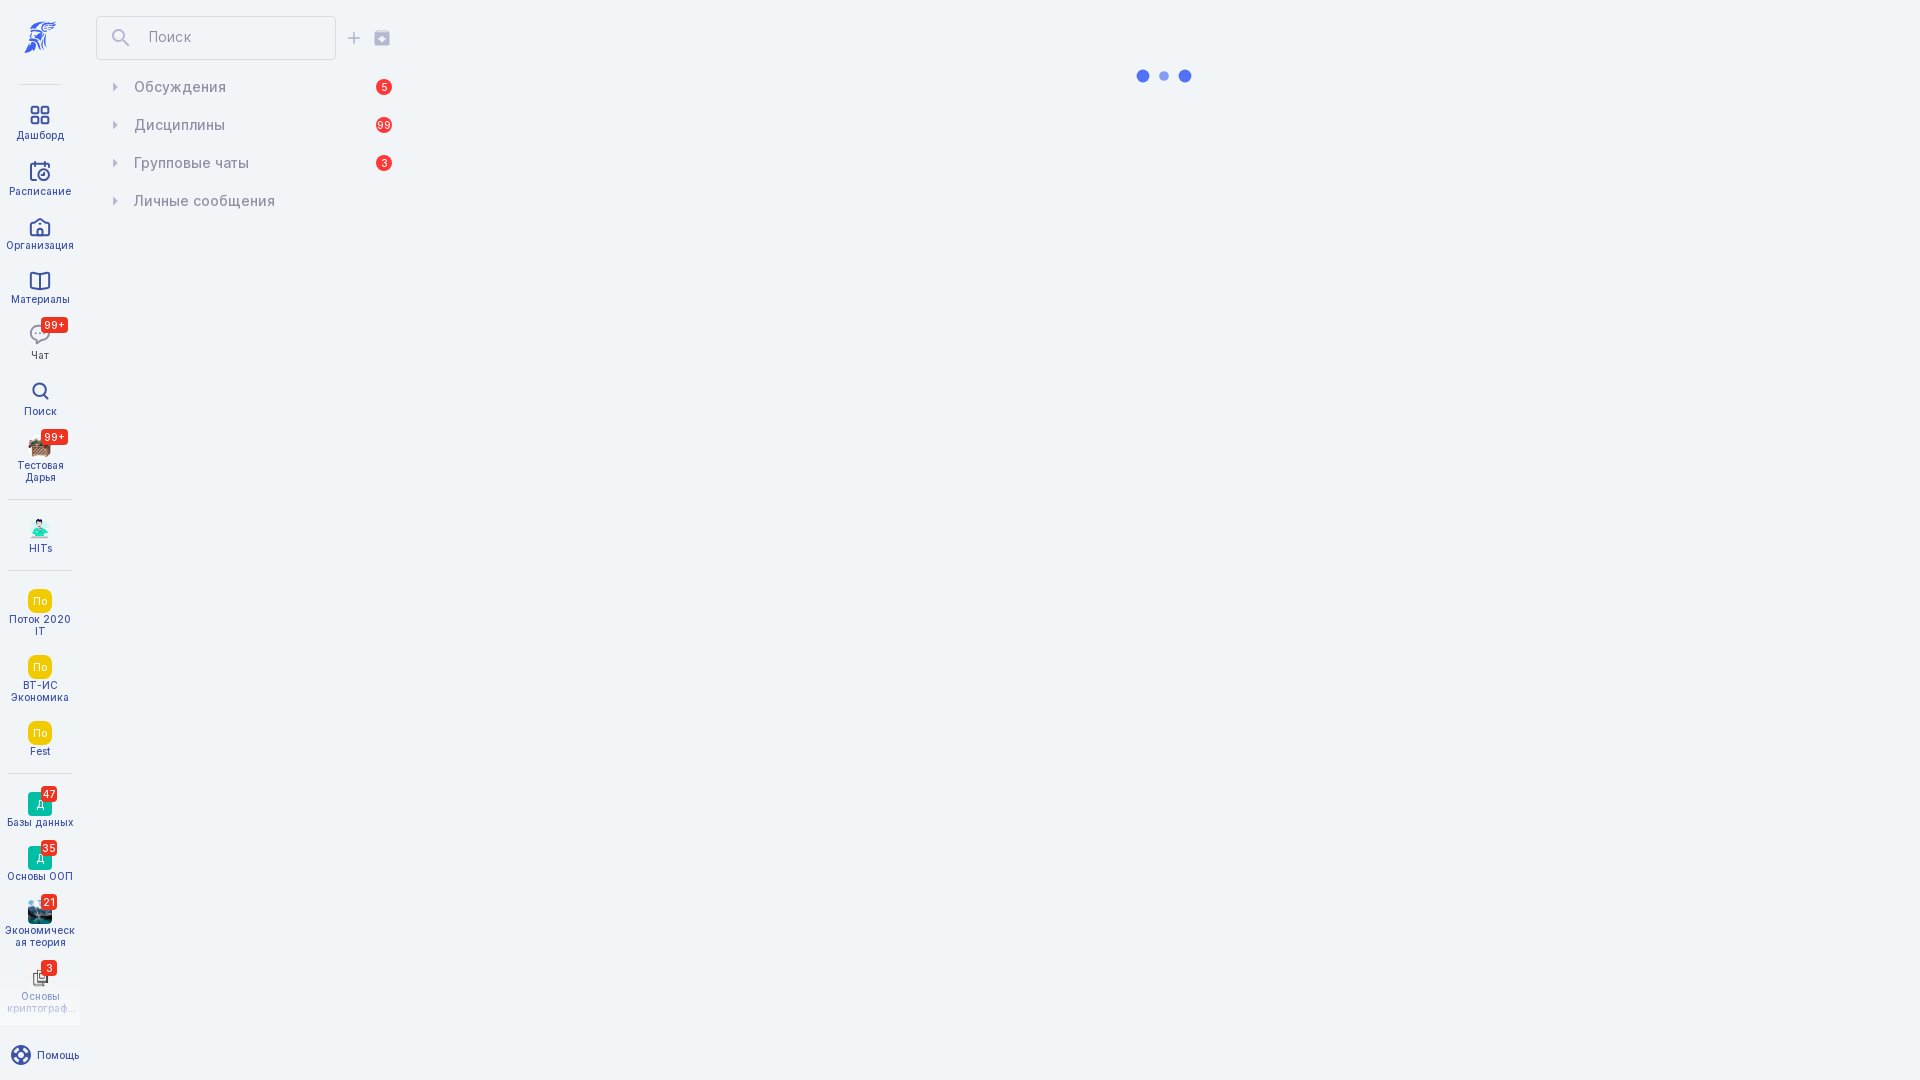 Поиск
Обсуждения 5
Дисциплины 99
Групповые чаты 3
Личные сообщения
Дашборд
Расписание
Организация
Материалы
99+
Чат
Поиск
99+
Тестовая
Дарья
HITs
По
Поток 2020
IT
По
ВТ-ИС
Экономика
По
Fest
47
Д
Базы данных
35
Д
Основы ООП
21
Экономическ
ая теория
3
Основы
криптограф...
Помощь